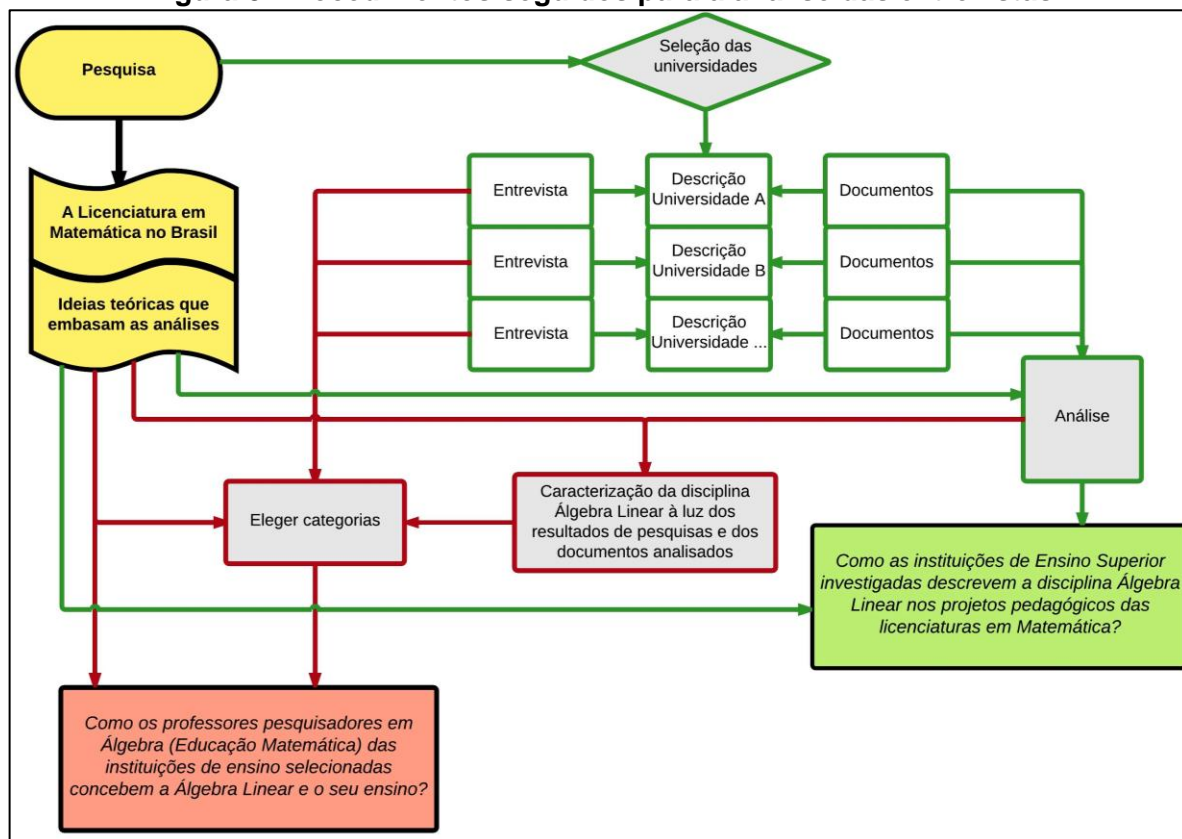 Pesquisa
Seleção das
universidades
A Licenciatura em
Matemática no Brasil
Ideias teóricas que
embasam as análises
Entrevista
Descrição
Universidade A
Documentos
Entrevista
Descrição
Universidade B
Documentos
Entrevista
Descrição
Universidade ...
Documentos
Análise
Eleger categorias
Caracterização da disciplina
Álgebra Linear à luz dos
resultados de pesquisas e dos
documentos analisados
Como as instituições de Ensino Superior
investigadas descrevem a disciplina Álgebra
Linear nos projetos pedagógicos das
licenciaturas em Matemática?
Como os professores pesquisadores em
Álgebra (Educação Matemática) das
instituições de ensino selecionadas
concebem a Álgebra Linear e o seu ensino?